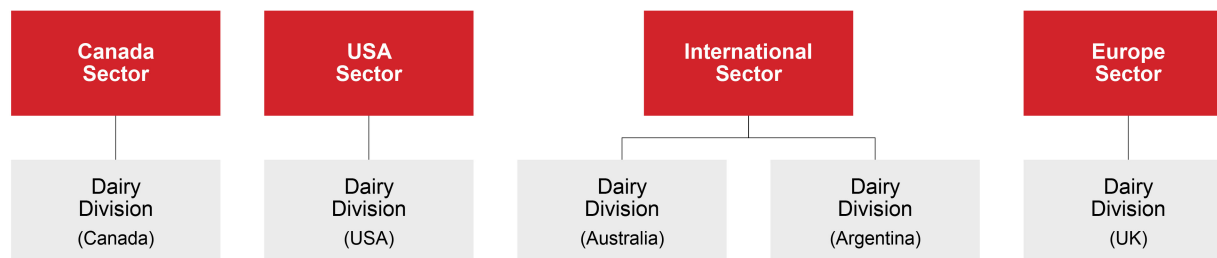 Canada
Sector
USA
Sector
International
Sector
Europe
Sector
Dairy
Division
(Canada)
Dairy
Division
(USA)
Dairy
Division
(Australia)
Dairy
Division
(Argentina)
Dairy
Division
(UK)